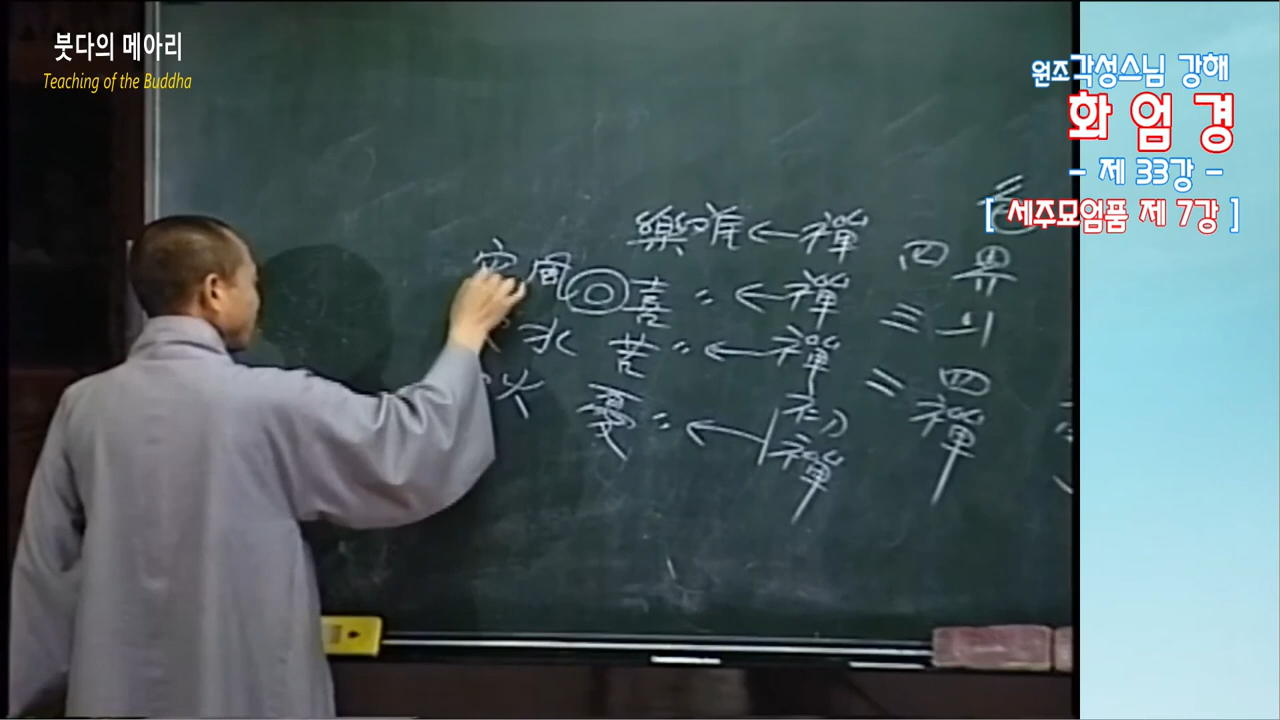 붓다의 메아리
Teaching of the Buddha
원조각성스님 강해
화엄경
- 제 33강 -
[ 세주묘엄품 제 7강 ]
色
界
의
四
禪
四禪←樂
三禪←喜〃 風
二禪←苦〃 水
初禪←憂〃 火